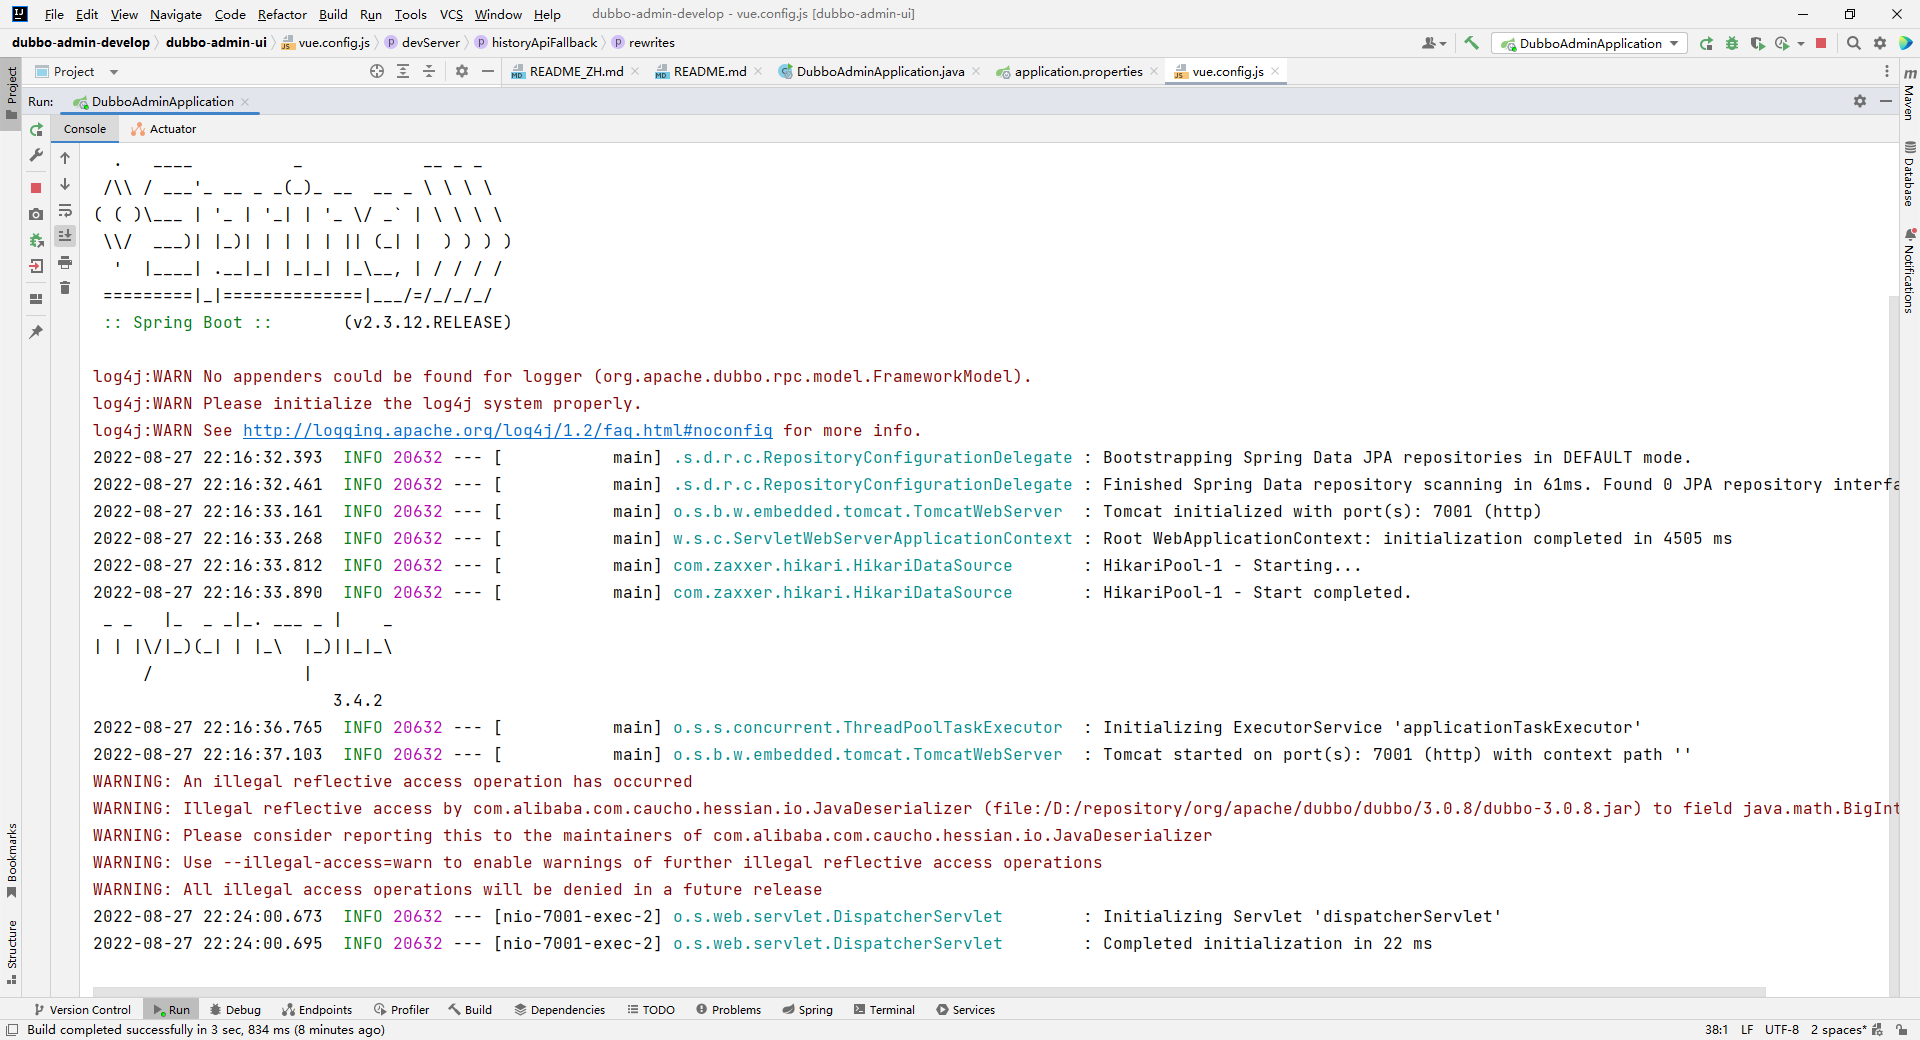 File Edit View Navigate Code Refactor Build Run Tools VCS Window Help dubbo-admin-develop - vue.config.js [dubbo-admin-ui]
dubbo-admin-develop dubbo-admin-ui vue.config.js devServer historyApiFallback rewrites DubboAdminApplication
Project README_ZH.md README.md DubboAdminApplication.java application.properties vue.config.js
Run: DubboAdminApplication
Console Actuator
  .   ____          _            __ _ _
 /\\ / ___'_ __ _ _(_)_ __  __ _ \ \ \ \
( ( )\___ | '_ | '_| | '_ \/ _` | \ \ \ \
 \\/  ___)| |_)| | | | | || (_| |  ) ) ) )
  '  |____| .__|_| |_|_| |_\__, | / / / /
 =========|_|==============|___/=/_/_/_/
 :: Spring Boot ::       (v2.3.12.RELEASE)
log4j:WARN No appenders could be found for logger (org.apache.dubbo.rpc.model.FrameworkModel).
log4j:WARN Please initialize the log4j system properly.
log4j:WARN See http://logging.apache.org/log4j/1.2/faq.html#noconfig for more info.
2022-08-27 22:16:32.393  INFO 20632 --- [           main] .s.d.r.c.RepositoryConfigurationDelegate : Bootstrapping Spring Data JPA repositories in DEFAULT mode.
2022-08-27 22:16:32.461  INFO 20632 --- [           main] .s.d.r.c.RepositoryConfigurationDelegate : Finished Spring Data repository scanning in 61ms. Found 0 JPA repository interfa
2022-08-27 22:16:33.161  INFO 20632 --- [           main] o.s.b.w.embedded.tomcat.TomcatWebServer  : Tomcat initialized with port(s): 7001 (http)
2022-08-27 22:16:33.268  INFO 20632 --- [           main] w.s.c.ServletWebServerApplicationContext : Root WebApplicationContext: initialization completed in 4505 ms
2022-08-27 22:16:33.812  INFO 20632 --- [           main] com.zaxxer.hikari.HikariDataSource       : HikariPool-1 - Starting...
2022-08-27 22:16:33.890  INFO 20632 --- [           main] com.zaxxer.hikari.HikariDataSource       : HikariPool-1 - Start completed.
 _ _   |_  _ _|_. ___ _ |    _
| | |\/|_)(_| | |_\  |_)||_|_\
     /               |
                        3.4.2
2022-08-27 22:16:36.765  INFO 20632 --- [           main] o.s.s.concurrent.ThreadPoolTaskExecutor  : Initializing ExecutorService 'applicationTaskExecutor'
2022-08-27 22:16:37.103  INFO 20632 --- [           main] o.s.b.w.embedded.tomcat.TomcatWebServer  : Tomcat started on port(s): 7001 (http) with context path ''
WARNING: An illegal reflective access operation has occurred
WARNING: Illegal reflective access by com.alibaba.com.caucho.hessian.io.JavaDeserializer (file:/D:/repository/org/apache/dubbo/dubbo/3.0.8/dubbo-3.0.8.jar) to field java.math.BigInt
WARNING: Please consider reporting this to the maintainers of com.alibaba.com.caucho.hessian.io.JavaDeserializer
WARNING: Use --illegal-access=warn to enable warnings of further illegal reflective access operations
WARNING: All illegal access operations will be denied in a future release
2022-08-27 22:24:00.673  INFO 20632 --- [nio-7001-exec-2] o.s.web.servlet.DispatcherServlet        : Initializing Servlet 'dispatcherServlet'
2022-08-27 22:24:00.695  INFO 20632 --- [nio-7001-exec-2] o.s.web.servlet.DispatcherServlet        : Completed initialization in 22 ms
Project
Bookmarks
Structure
Maven
Database
Notifications
Version Control Run Debug Endpoints Profiler Build Dependencies TODO Problems Spring Terminal Services
Build completed successfully in 3 sec, 834 ms (8 minutes ago) 38:1 LF UTF-8 2 spaces*